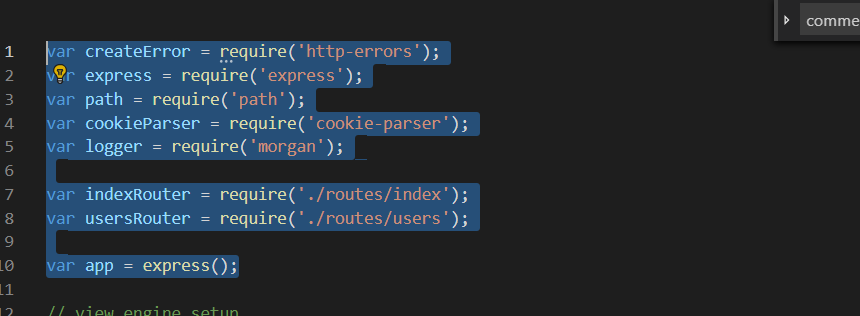 comme
1 var createError = require('http-errors');
2 var express = require('express');
3 var path = require('path');
4 var cookieParser = require('cookie-parser');
5 var logger = require('morgan');
6
7 var indexRouter = require('./routes/index');
8 var usersRouter = require('./routes/users');
9
10 var app = express();
11
12 // view engine setup